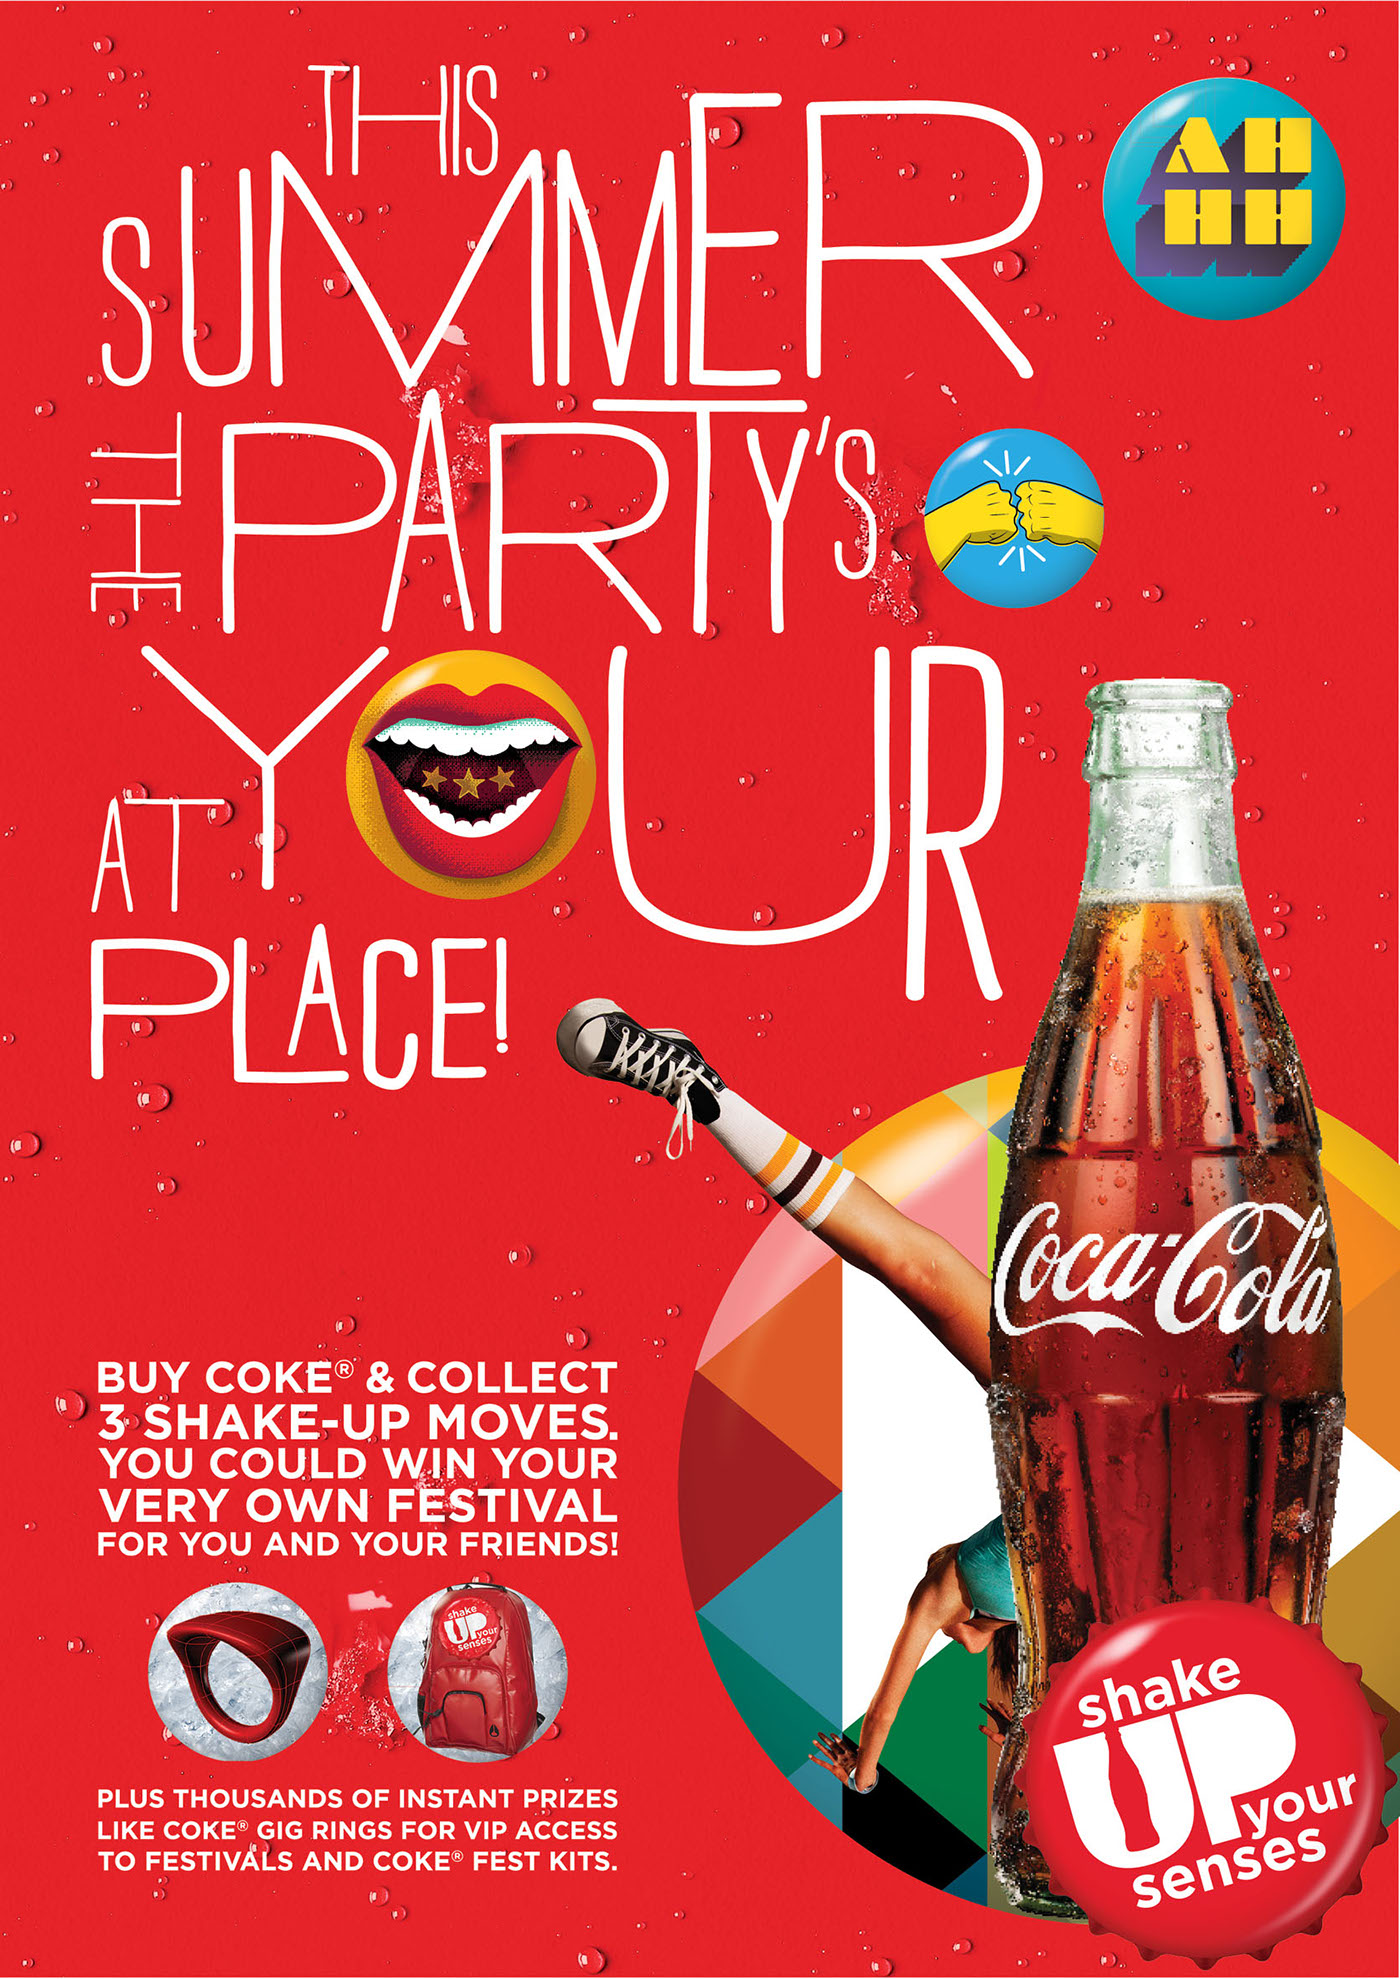 THIS
SUMMER
THE PARTY'S
AT YOUR
PLACE!
AH
HH
Coca-Cola
BUY COKE® & COLLECT
3 SHAKE-UP MOVES.
YOU COULD WIN YOUR
VERY OWN FESTIVAL
FOR YOU AND YOUR FRIENDS!
shake
UP your
senses
PLUS THOUSANDS OF INSTANT PRIZES
LIKE COKE® GIG RINGS FOR VIP ACCESS
TO FESTIVALS AND COKE® FEST KITS.
shake
UP
your
senses